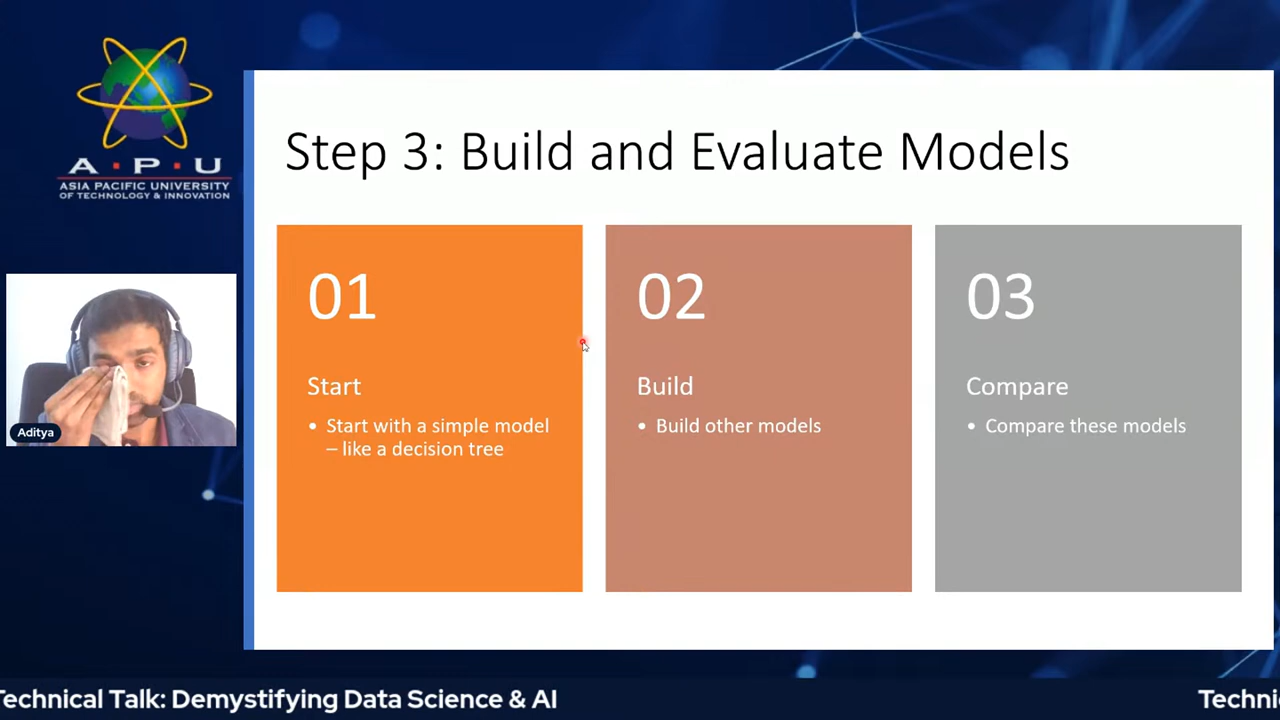 A·P·U
ASIA PACIFIC UNIVERSITY
OF TECHNOLOGY & INNOVATION
Step 3: Build and Evaluate Models
01
Start
• Start with a simple model
– like a decision tree
02
Build
• Build other models
03
Compare
• Compare these models
Aditya
Technical Talk: Demystifying Data Science & AI
Techni